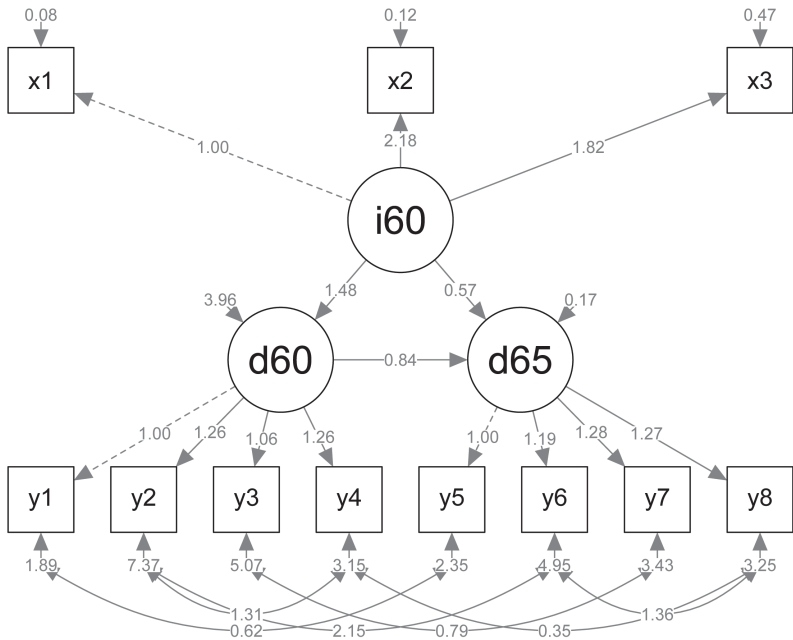 0.08 0.12 0.47
x1 x2 x3
1.00 2.18 1.82
i60
3.96 1.48 0.57 0.17
d60 0.84 d65
1.00 1.26 1.06 1.26 1.00 1.19 1.28 1.27
y1 y2 y3 y4 y5 y6 y7 y8
1.89 7.37 5.07 3.15 2.35 4.95 3.43 3.25
1.31 1.36
0.62 2.15 0.79 0.35